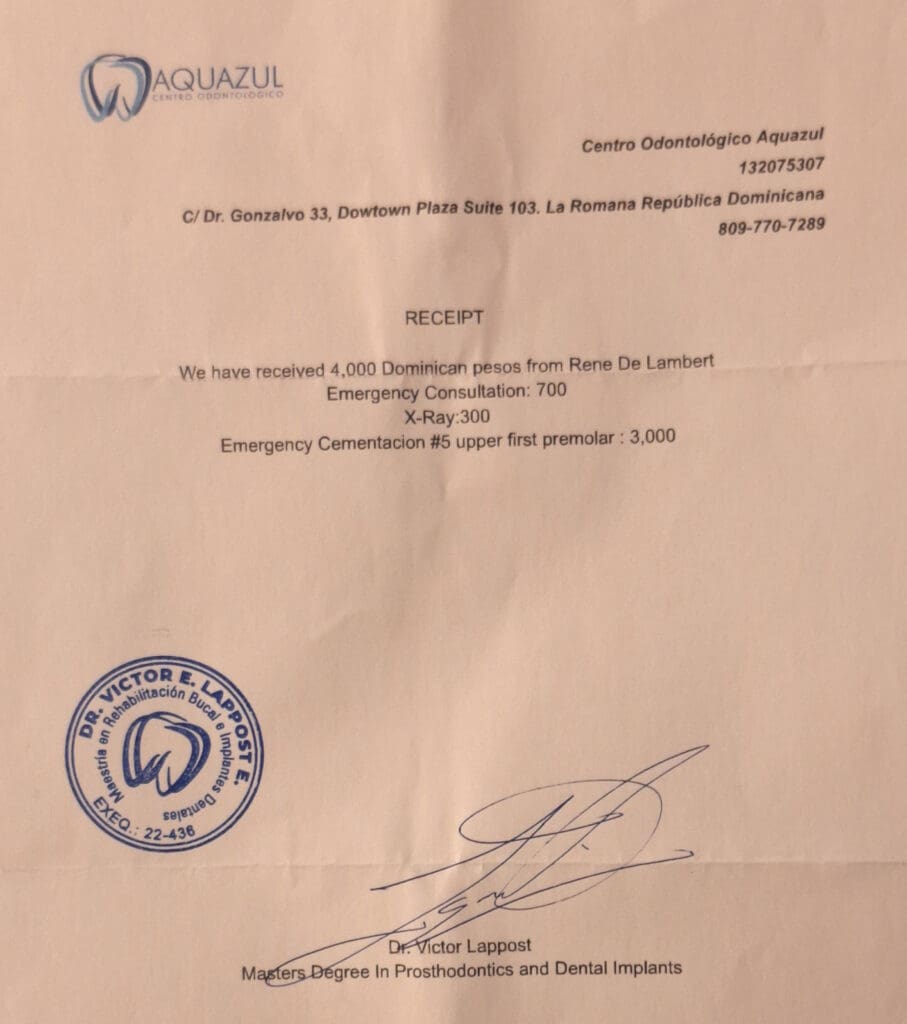 AQUAZUL
CENTRO ODONTOLÓGICO
Centro Odontológico Aquazul
132075307
C/ Dr. Gonzalvo 33, Dowtown Plaza Suite 103. La Romana República Dominicana
809-770-7289
RECEIPT
We have received 4,000 Dominican pesos from Rene De Lambert
Emergency Consultation: 700
X-Ray:300
Emergency Cementacion #5 upper first premolar : 3,000
DR. VICTOR E. LAPPOST E.
Maestría en Rehabilitación Bucal e Implantes Dentales
EXEQ.: 22-436
Dr. Victor Lappost
Masters Degree In Prosthodontics and Dental Implants